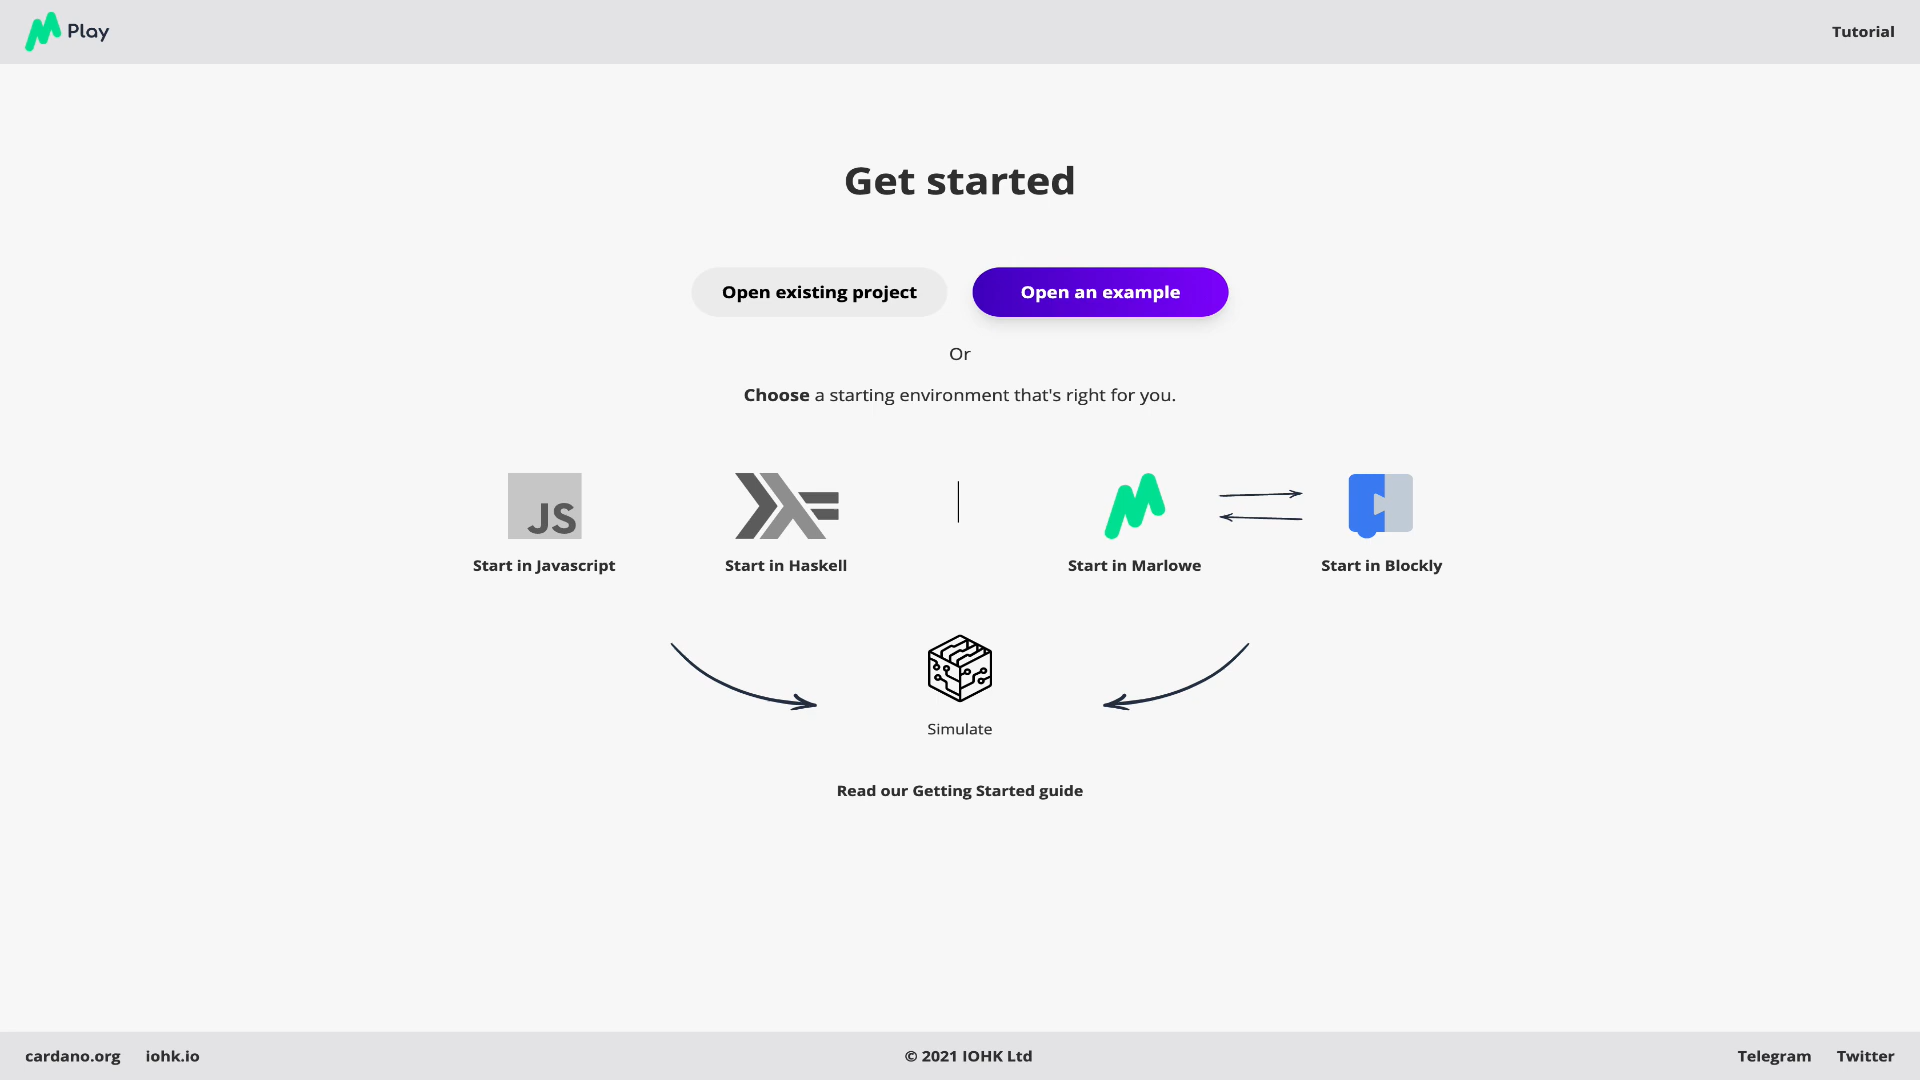 Play
Tutorial
Get started
Open existing project
Open an example
Or
Choose a starting environment that's right for you.
JS
Start in Javascript
Start in Haskell
Start in Marlowe
Start in Blockly
Simulate
Read our Getting Started guide
cardano.org
iohk.io
© 2021 IOHK Ltd
Telegram
Twitter